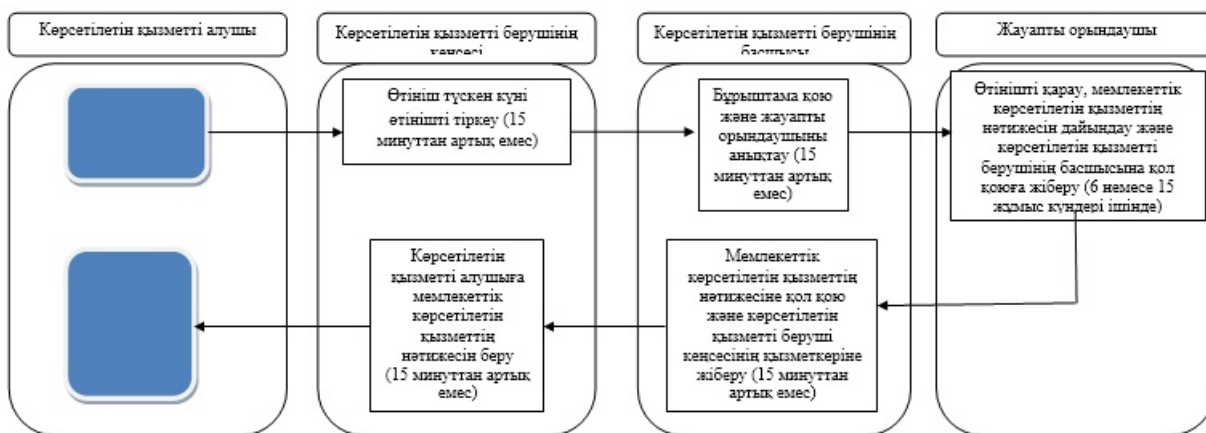 Көрсетілетін қызметті алушы
Көрсетілетін қызметті берушінің
кеңсесі
Көрсетілетін қызметті берушінің
басшысы
Жауапты орындаушы
Өтініш түскен күні
өтінішті тіркеу (15
минуттан артық емес)
Бұрыштама қою
және жауапты
орындаушыны
анықтау (15
минуттан артық
емес)
Өтінішті қарау, мемлекеттік
көрсетілетін қызметтің
нәтижесін дайындау және
көрсетілетін қызметті
берушінің басшысына қол
қоюға жіберу (6 немесе 15
жұмыс күндері ішінде)
Көрсетілетін
қызметті алушыға
мемлекеттік
көрсетілетін
қызметтің
нәтижесін беру
(15 минуттан артық
емес)
Мемлекеттік
көрсетілетін қызметтің
нәтижесіне қол қою
және көрсетілетін
қызметті беруші
кеңсесінің қызметкеріне
жіберу (15 минуттан
артық емес)